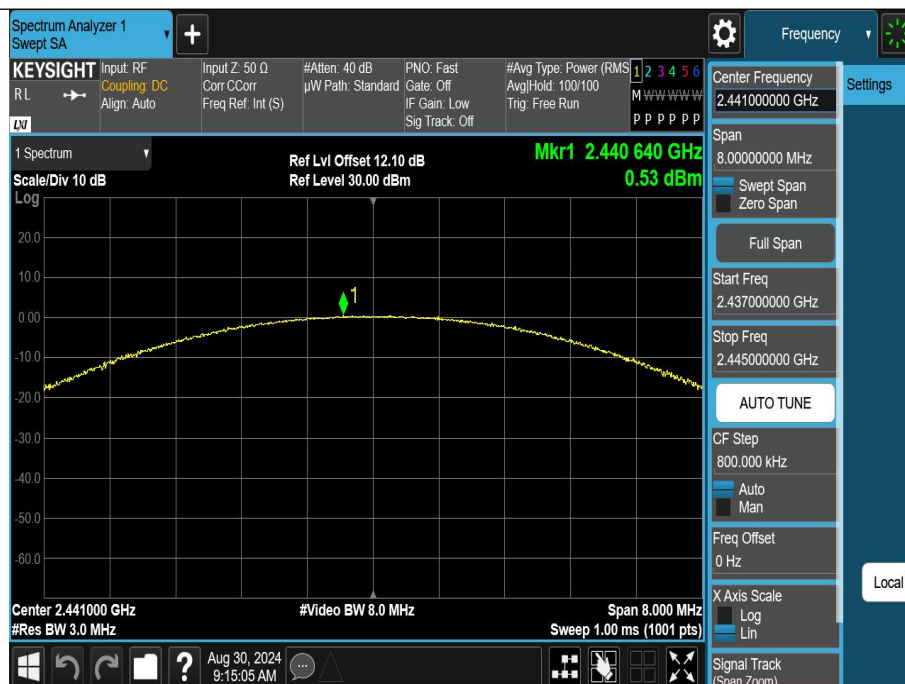 Spectrum Analyzer 1
Swept SA
+
Frequency
KEYSIGHT
RL
LXI
Input: RF
Coupling: DC
Align: Auto
Input Z: 50 Ω
Corr CCorr
Freq Ref: Int (S)
#Atten: 40 dB
µW Path: Standard
PNO: Fast
Gate: Off
IF Gain: Low
Sig Track: Off
#Avg Type: Power (RMS
Avg|Hold: 100/100
Trig: Free Run
1 2 3 4 5 6
M W W W W W
P P P P P P
1 Spectrum
Scale/Div 10 dB
Log
Ref Lvl Offset 12.10 dB
Ref Level 30.00 dBm
Mkr1 2.440 640 GHz
0.53 dBm
1
20.0
10.0
0.00
-10.0
-20.0
-30.0
-40.0
-50.0
-60.0
Center 2.441000 GHz
#Res BW 3.0 MHz
#Video BW 8.0 MHz
Span 8.000 MHz
Sweep 1.00 ms (1001 pts)
?
Aug 30, 2024
9:15:05 AM
Center Frequency
2.441000000 GHz
Settings
Span
8.00000000 MHz
Swept Span
Zero Span
Full Span
Start Freq
2.437000000 GHz
Stop Freq
2.445000000 GHz
AUTO TUNE
CF Step
800.000 kHz
Auto
Man
Freq Offset
0 Hz
Local
X Axis Scale
Log
Lin
Signal Track
(Span Zoom)